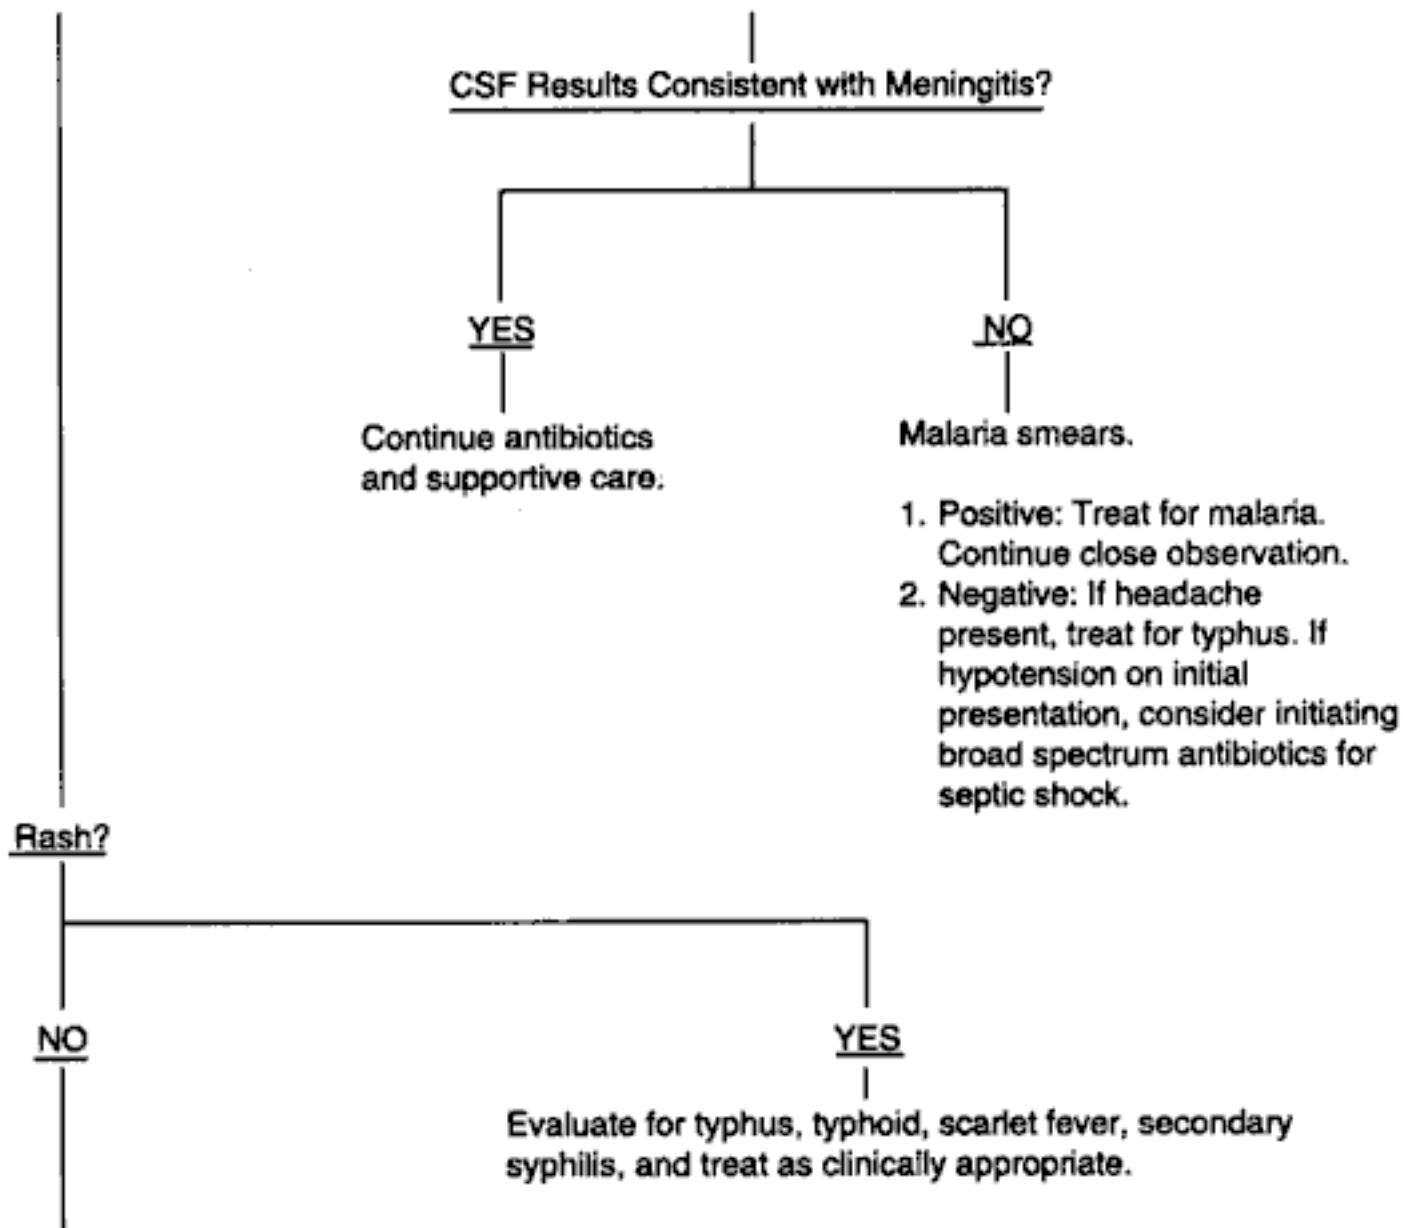 CSF Results Consistent with Meningitis?
YES
NO
Continue antibiotics
and supportive care.
Malaria smears.
1. Positive: Treat for malaria.
Continue close observation.
2. Negative: If headache
present, treat for typhus. If
hypotension on initial
presentation, consider initiating
broad spectrum antibiotics for
septic shock.
Rash?
NO
YES
Evaluate for typhus, typhoid, scarlet fever, secondary
syphilis, and treat as clinically appropriate.